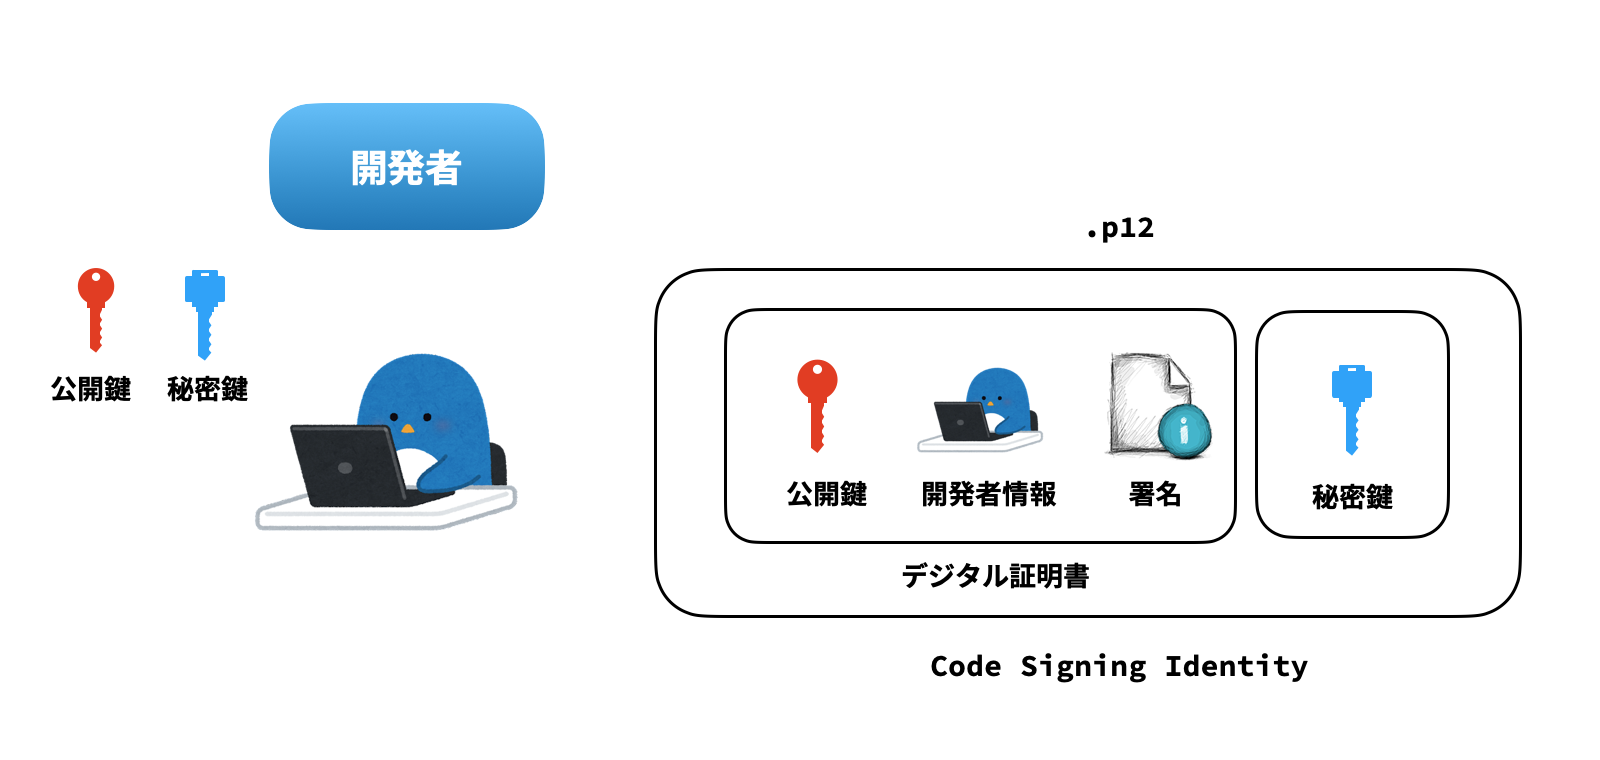 開発者
公開鍵
秘密鍵
.p12
公開鍵
開発者情報
署名
秘密鍵
デジタル証明書
Code Signing Identity